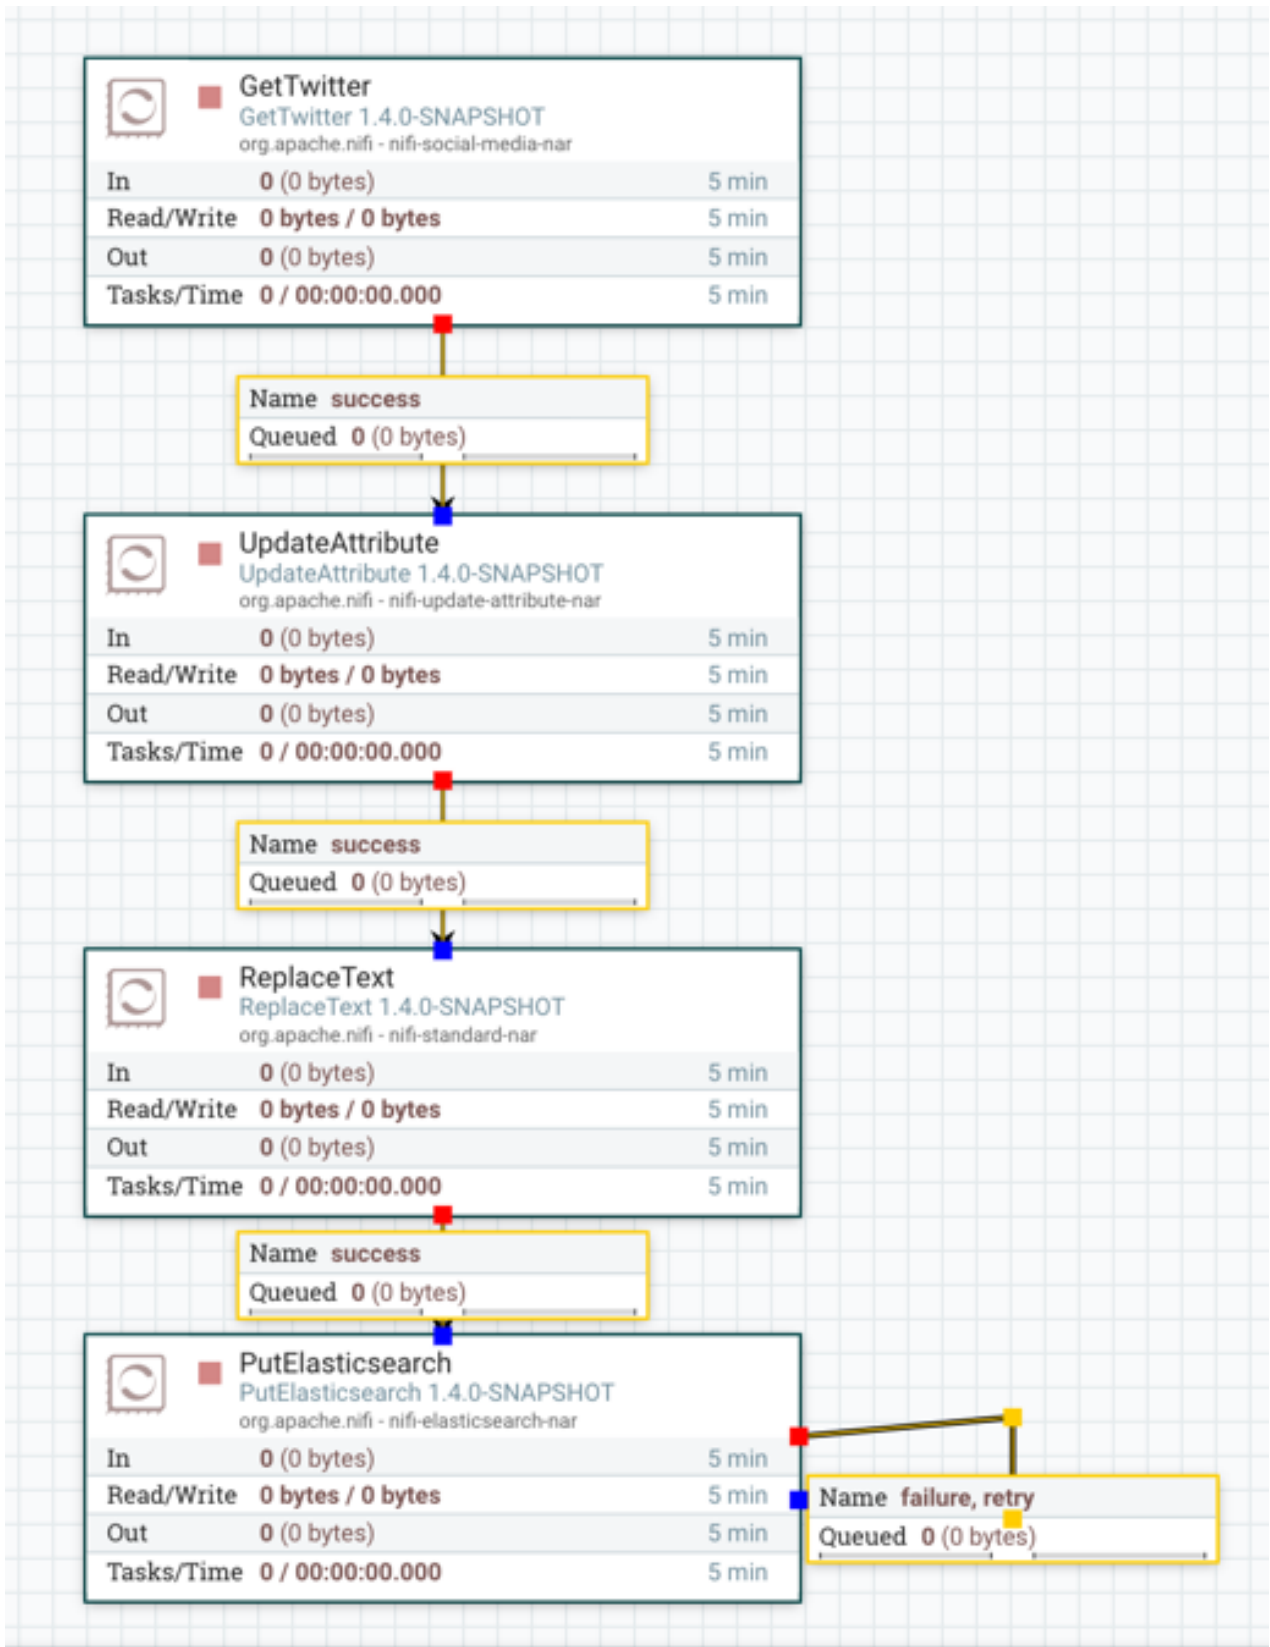 GetTwitter
GetTwitter 1.4.0-SNAPSHOT
org.apache.nifi - nifi-social-media-nar
In 0 (0 bytes) 5 min
Read/Write 0 bytes / 0 bytes 5 min
Out 0 (0 bytes) 5 min
Tasks/Time 0 / 00:00:00.000 5 min
Name success
Queued 0 (0 bytes)
UpdateAttribute
UpdateAttribute 1.4.0-SNAPSHOT
org.apache.nifi - nifi-update-attribute-nar
In 0 (0 bytes) 5 min
Read/Write 0 bytes / 0 bytes 5 min
Out 0 (0 bytes) 5 min
Tasks/Time 0 / 00:00:00.000 5 min
Name success
Queued 0 (0 bytes)
ReplaceText
ReplaceText 1.4.0-SNAPSHOT
org.apache.nifi - nifi-standard-nar
In 0 (0 bytes) 5 min
Read/Write 0 bytes / 0 bytes 5 min
Out 0 (0 bytes) 5 min
Tasks/Time 0 / 00:00:00.000 5 min
Name success
Queued 0 (0 bytes)
PutElasticsearch
PutElasticsearch 1.4.0-SNAPSHOT
org.apache.nifi - nifi-elasticsearch-nar
In 0 (0 bytes) 5 min
Read/Write 0 bytes / 0 bytes 5 min
Out 0 (0 bytes) 5 min
Tasks/Time 0 / 00:00:00.000 5 min
Name failure, retry
Queued 0 (0 bytes)